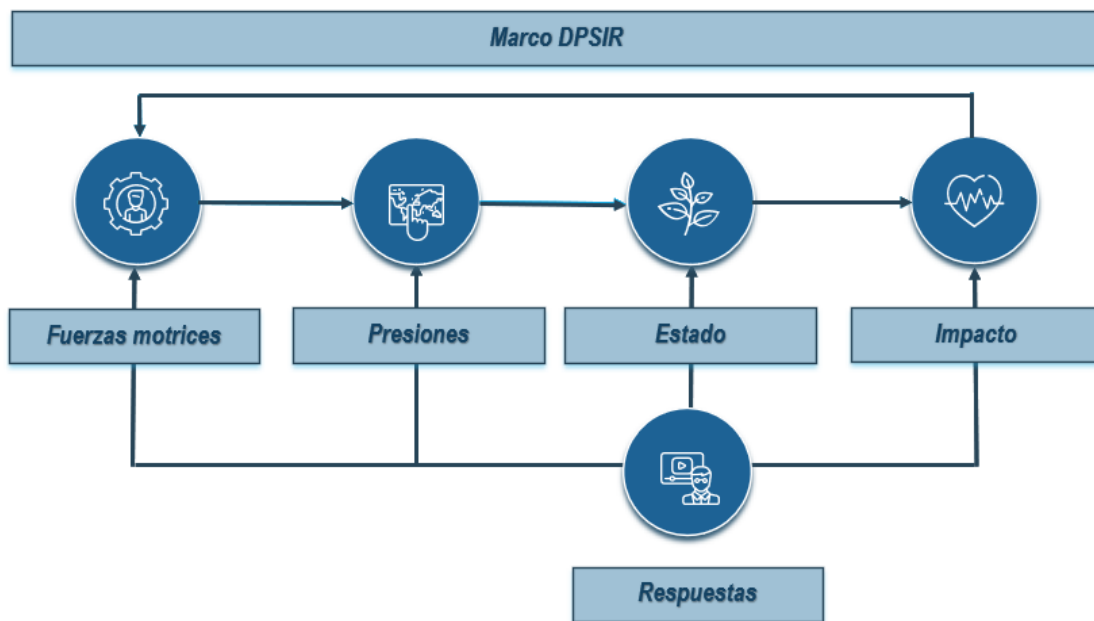 Marco DPSIR
Fuerzas motrices
Presiones
Estado
Impacto
Respuestas